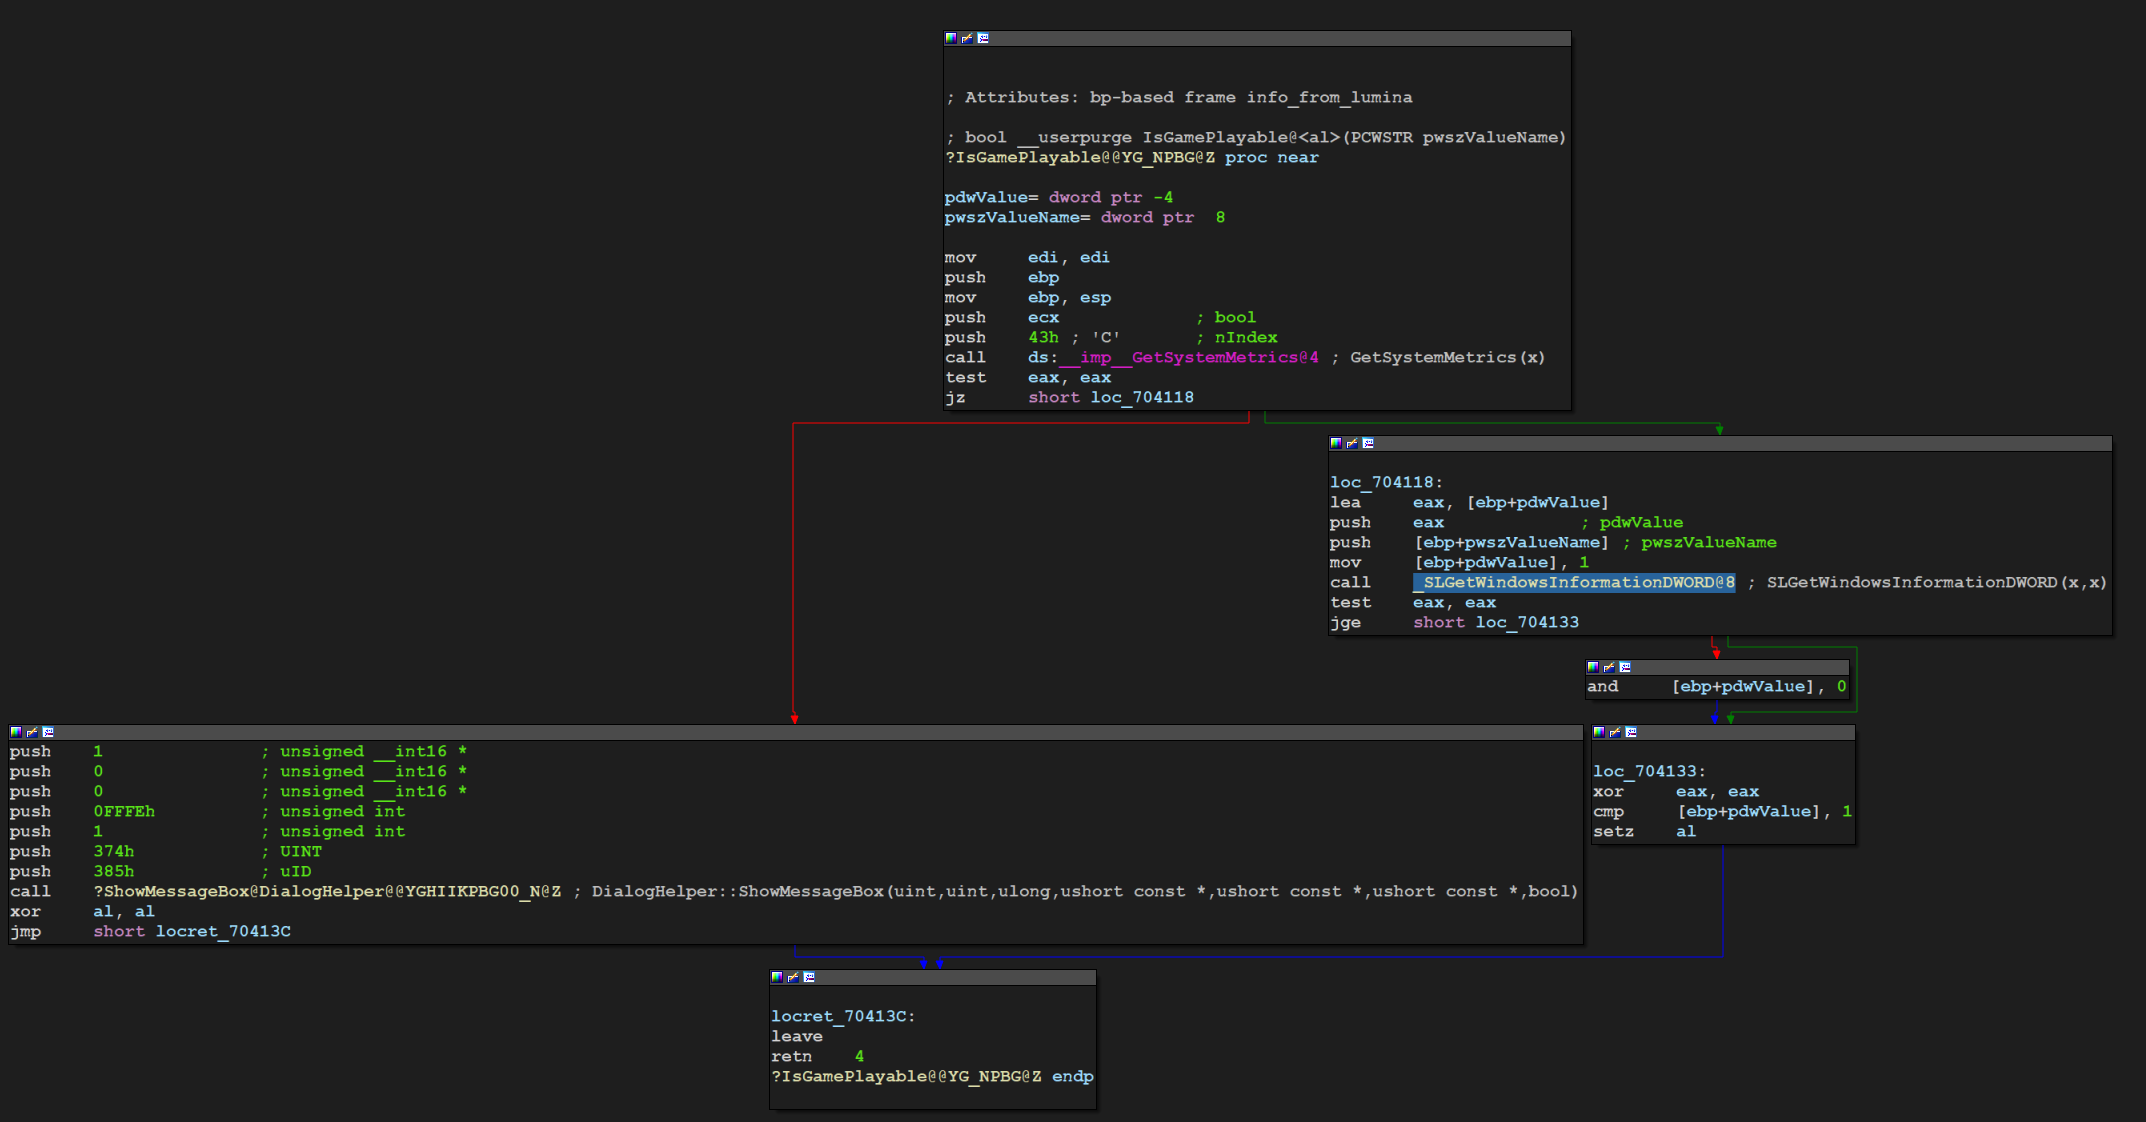 ; Attributes: bp-based frame info_from_lumina
; bool __userpurge IsGamePlayable@<al>(PCWSTR pwszValueName)
?IsGamePlayable@@YG_NPBG@Z proc near
pdwValue= dword ptr -4
pwszValueName= dword ptr  8
mov     edi, edi
push    ebp
mov     ebp, esp
push    ecx             ; bool
push    43h ; 'C'       ; nIndex
call    ds:__imp__GetSystemMetrics@4 ; GetSystemMetrics(x)
test    eax, eax
jz      short loc_704118
loc_704118:
lea     eax, [ebp+pdwValue]
push    eax             ; pdwValue
push    [ebp+pwszValueName] ; pwszValueName
mov     [ebp+pdwValue], 1
call    _SLGetWindowsInformationDWORD@8 ; SLGetWindowsInformationDWORD(x,x)
test    eax, eax
jge     short loc_704133
and     [ebp+pdwValue], 0
push    1               ; unsigned __int16 *
push    0               ; unsigned __int16 *
push    0               ; unsigned __int16 *
push    0FFFEh          ; unsigned int
push    1               ; unsigned int
push    374h            ; UINT
push    385h            ; uID
call    ?ShowMessageBox@DialogHelper@@YGHIIKPBG00_N@Z ; DialogHelper::ShowMessageBox(uint,uint,ulong,ushort const *,ushort const *,ushort const *,bool)
xor     al, al
jmp     short locret_70413C
loc_704133:
xor     eax, eax
cmp     [ebp+pdwValue], 1
setz    al
locret_70413C:
leave
retn    4
?IsGamePlayable@@YG_NPBG@Z endp